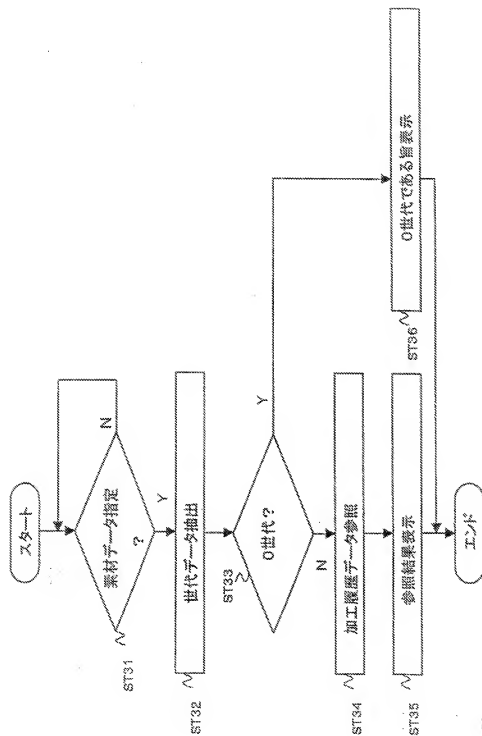 スタート
素材データ指定
?
N
Y
ST31
世代データ抽出
ST32
0世代?
ST33
Y
N
加工履歴データ参照
ST34
0世代である旨表示
ST36
参照結果表示
ST35
エンド